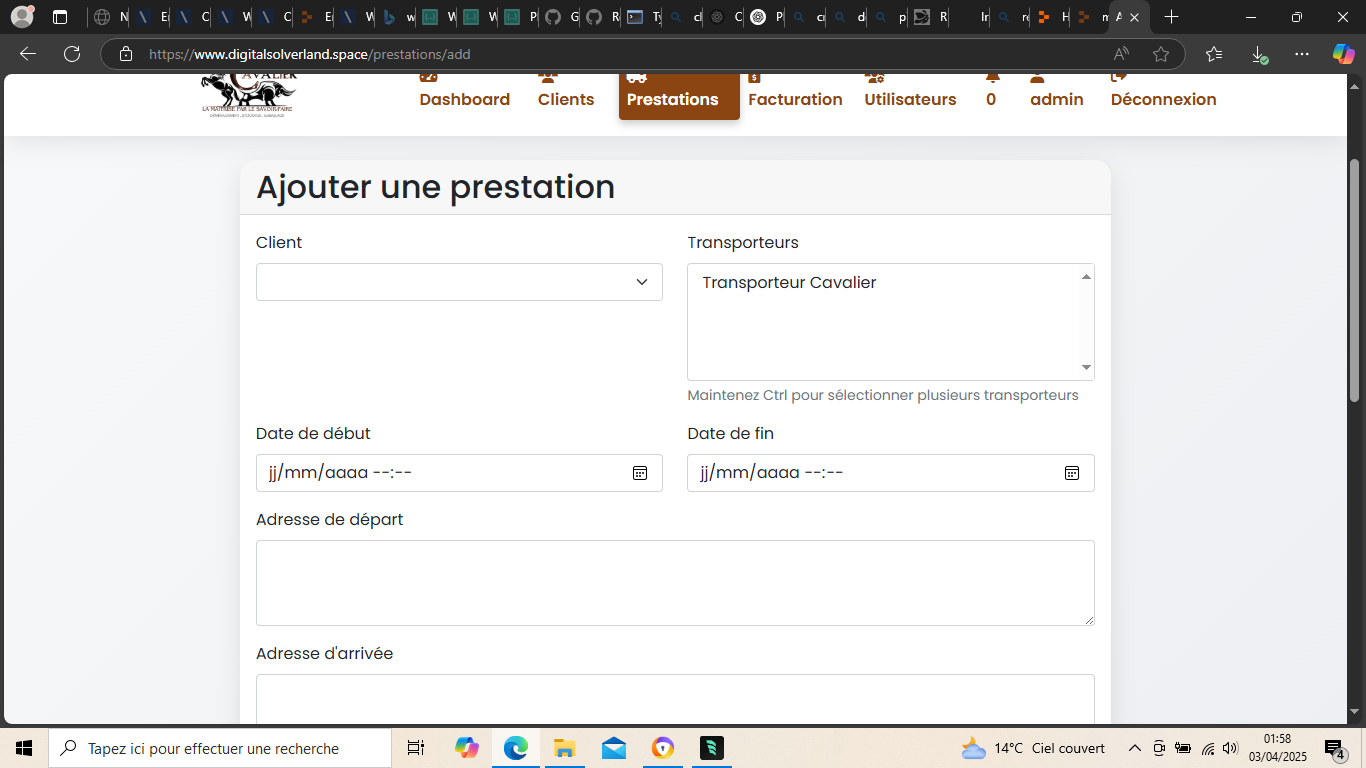 N
E
C
W
C
E
W
w
W
W
P
G
R
Ty
cl
C
P
cr
d
p
R
Ir
re
H
m
A
https://www.digitalsolverland.space/prestations/add
CAVALIER
LA MAITRISE PAR LE SAVOIR-FAIRE
Dashboard
Clients
Prestations
Facturation
Utilisateurs
0
admin
Déconnexion
Ajouter une prestation
Client
Transporteurs
Transporteur Cavalier
Maintenez Ctrl pour sélectionner plusieurs transporteurs
Date de début
Date de fin
jj/mm/aaaa --:--
jj/mm/aaaa --:--
Adresse de départ
Adresse d'arrivée
Tapez ici pour effectuer une recherche
14°C Ciel couvert
01:58
03/04/2025
4